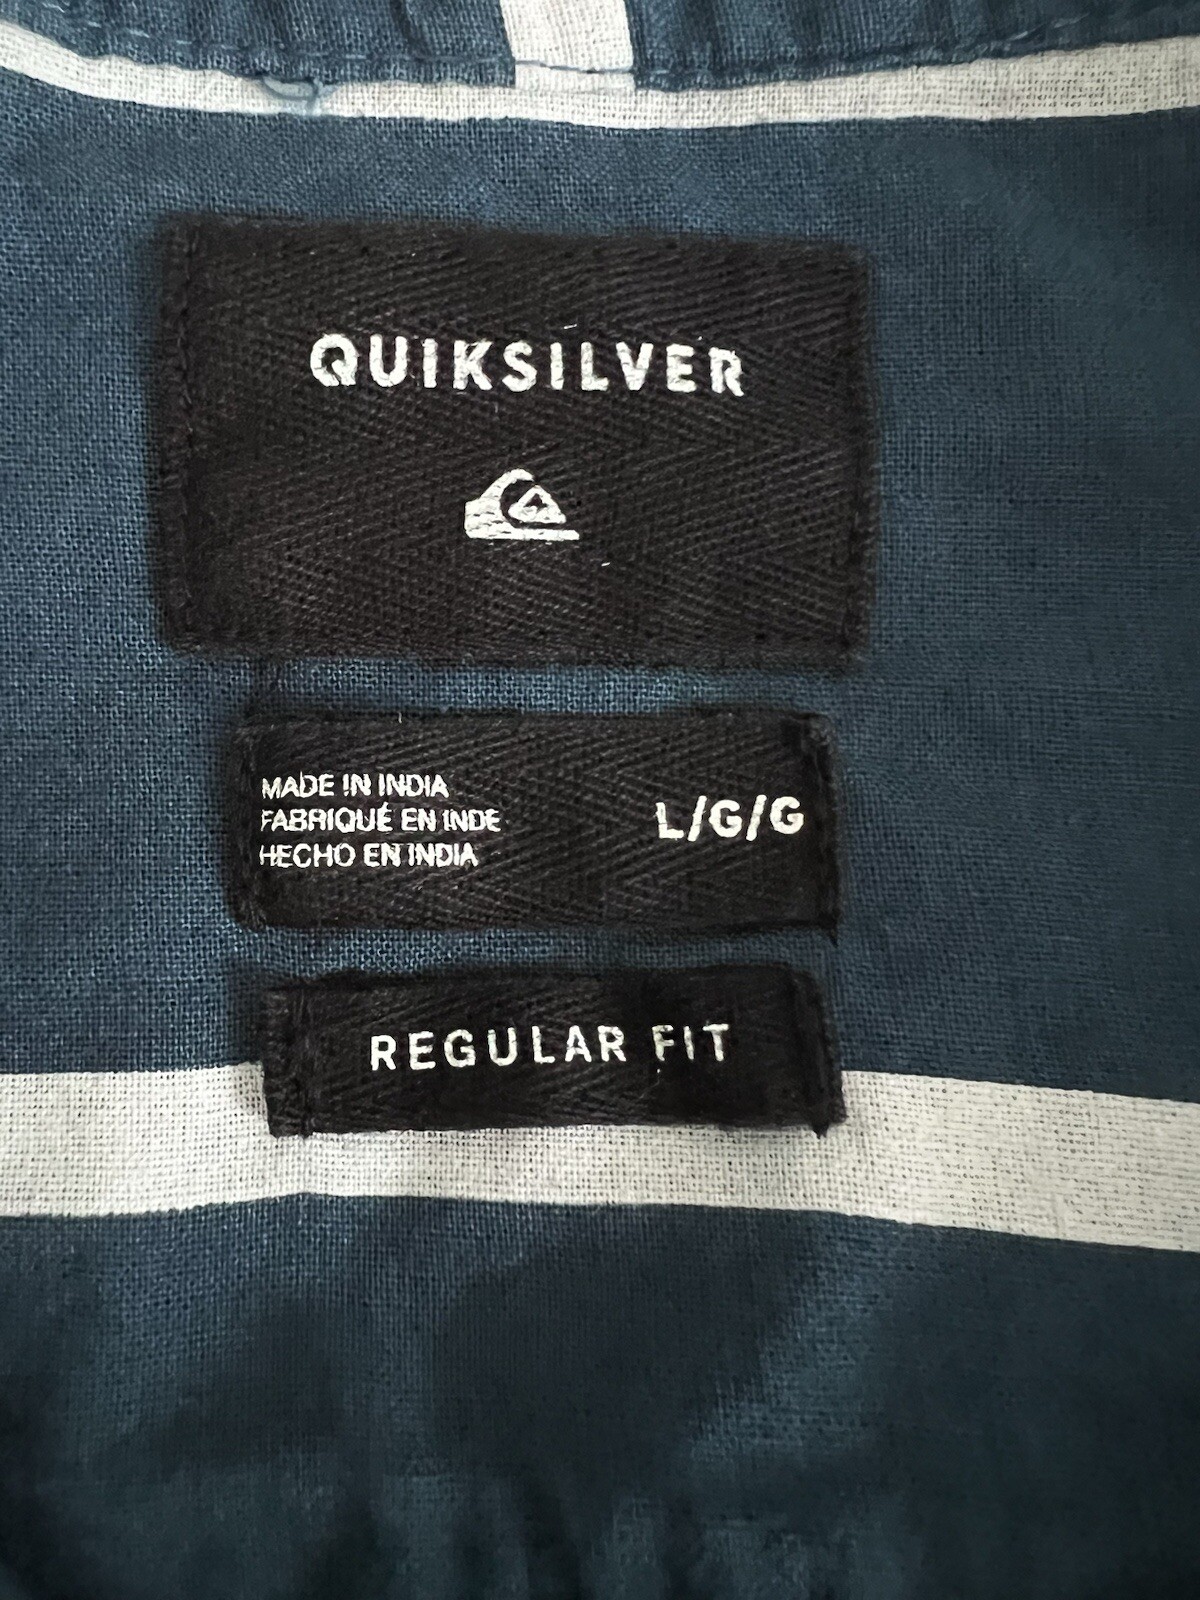 QUIKSILVER
MADE IN INDIA
FABRIQUÉ EN INDE
HECHO EN INDIA
L/G/G
REGULAR FIT